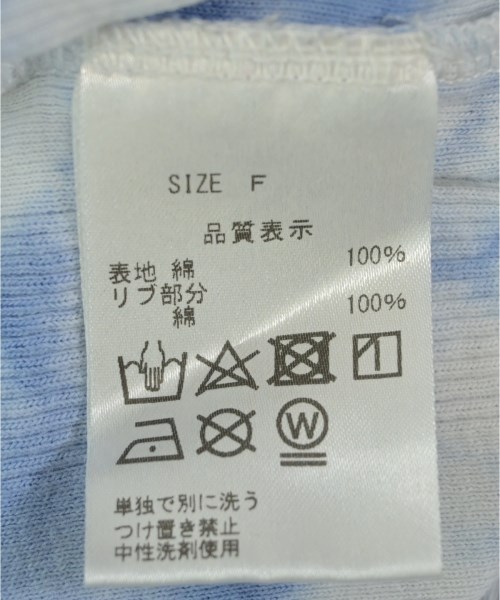 SIZE F
品質表示
表地 綿 100%
リブ部分
綿 100%
W
単独で別に洗う
つけ置き禁止
中性洗剤使用